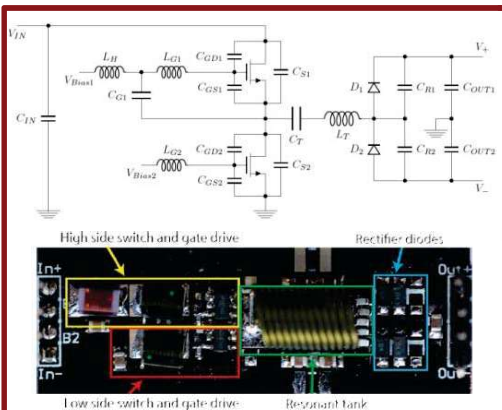 V_IN
L_H
L_G1
C_GD1
V_Bias1
C_GS1
C_S1
C_G1
C_IN
C_T
L_T
D_1
D_2
C_R1
C_OUT1
C_R2
C_OUT2
V_+
V_-
L_G2
C_GD2
V_Bias2
C_GS2
C_S2
High side switch and gate drive
Rectifier diodes
In+
B2
In-
Out+
Out-
Low side switch and gate drive
Resonant tank